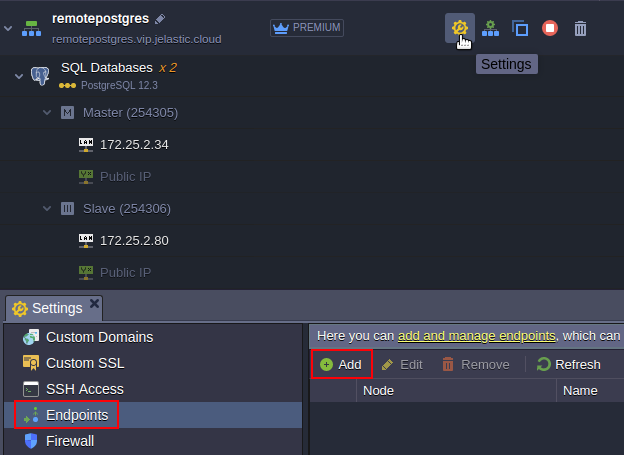 remotepostgres
PREMIUM
remotepostgres.vip.jelastic.cloud
Settings
SQL Databases x 2
PostgreSQL 12.3
M Master (254305)
LAN 172.25.2.34
Public IP
Slave (254306)
LAN 172.25.2.80
Public IP
Settings
Custom Domains
Here you can add and manage endpoints, which can
Custom SSL
Add Edit Remove Refresh
SSH Access
Node Name
Endpoints
Firewall